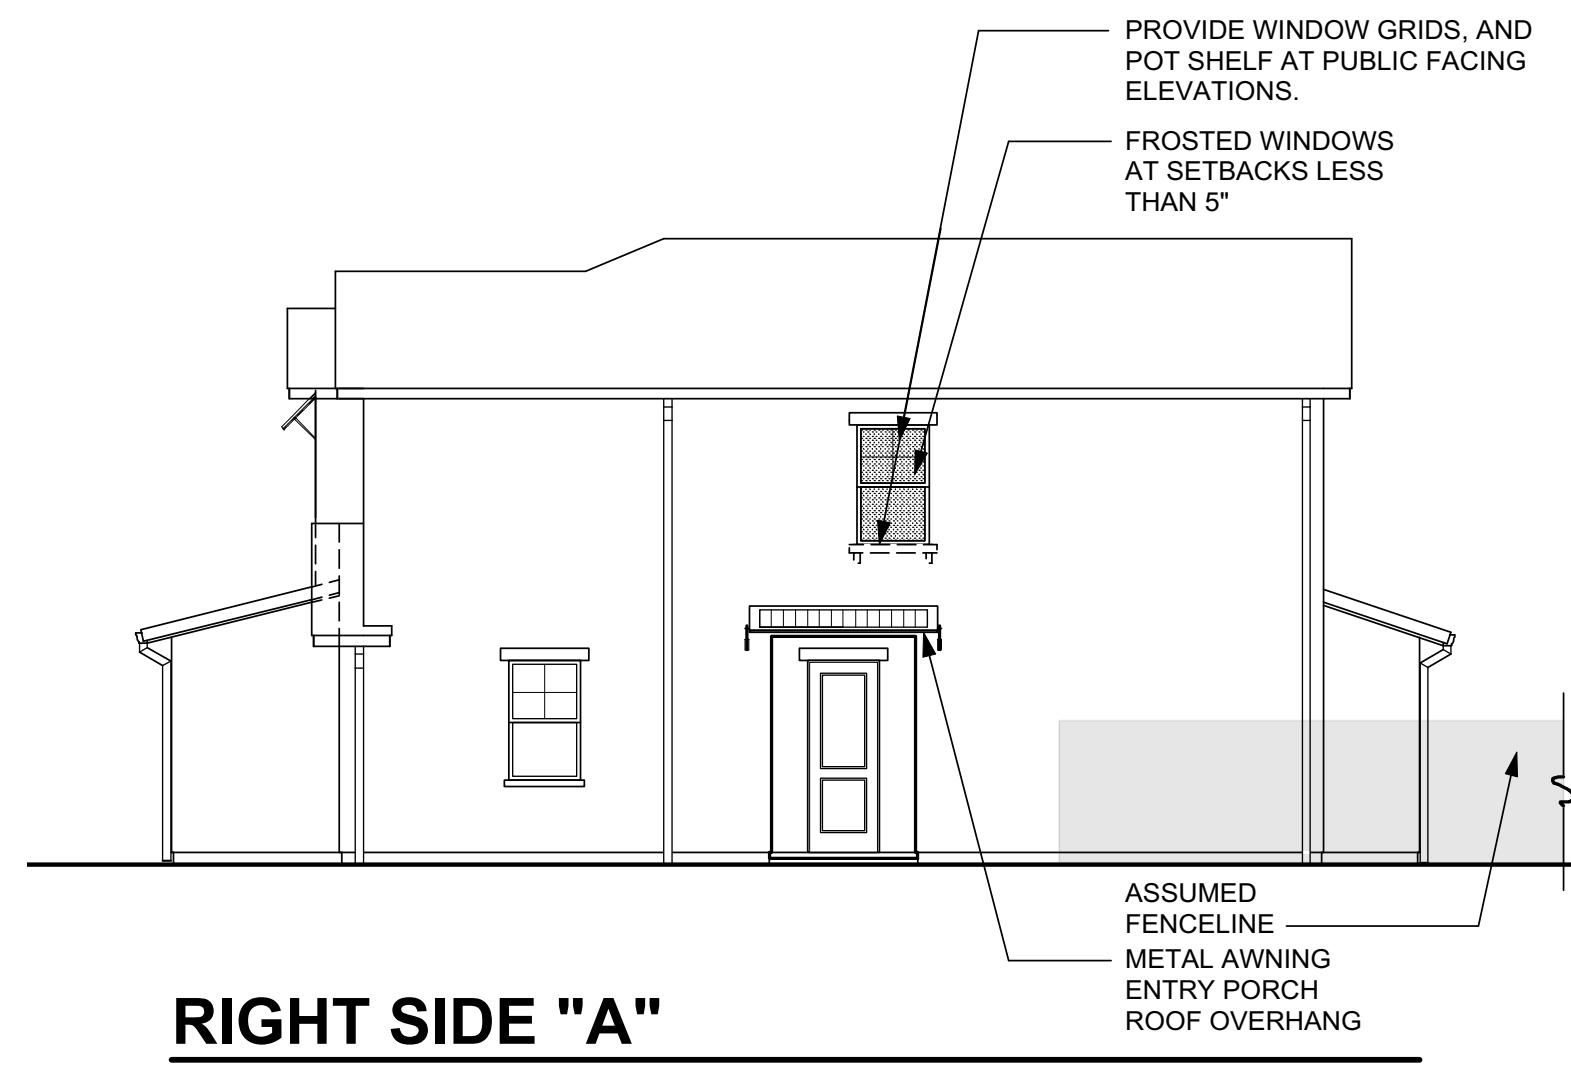 PROVIDE WINDOW GRIDS, AND
POT SHELF AT PUBLIC FACING
ELEVATIONS.
FROSTED WINDOWS
AT SETBACKS LESS
THAN 5"
ASSUMED
FENCELINE
METAL AWNING
ENTRY PORCH
ROOF OVERHANG
RIGHT SIDE "A"